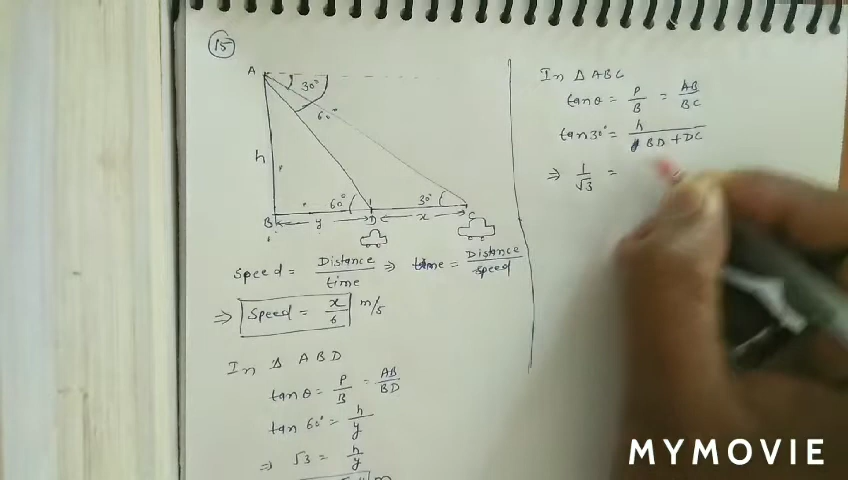 15
A
30°
60°
h
60°
30°
B
y
D
x
C
Speed = Distance / time ⇒ time = Distance / speed
⇒ Speed = x/6 m/s
In Δ ABD
tan θ = P/B = AB/BD
tan 60° = h/y
⇒ √3 = h/y
In Δ ABC
tan θ = P/B = AB/BC
tan 30° = h / BD + DC
⇒ 1/√3 =
MYMOVIE